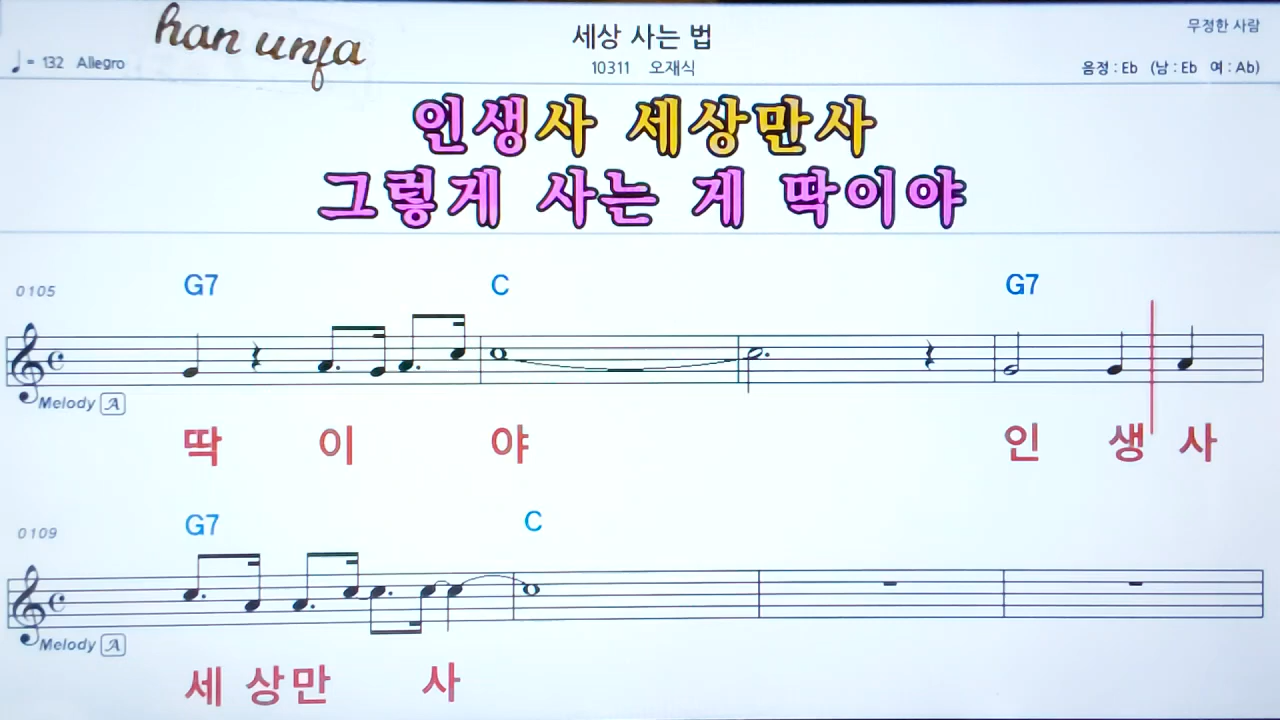 han unfa
세상 사는 법
무정한 사람
♩ = 132 Allegro
10311 오재식
음정 : Eb (남 : Eb 여 : Ab)
인생사 세상만사
그렇게 사는 게 딱이야
0105
G7 C G7
Melody A
딱 이 야 인 생 사
0109
G7 C
Melody A
세 상만 사